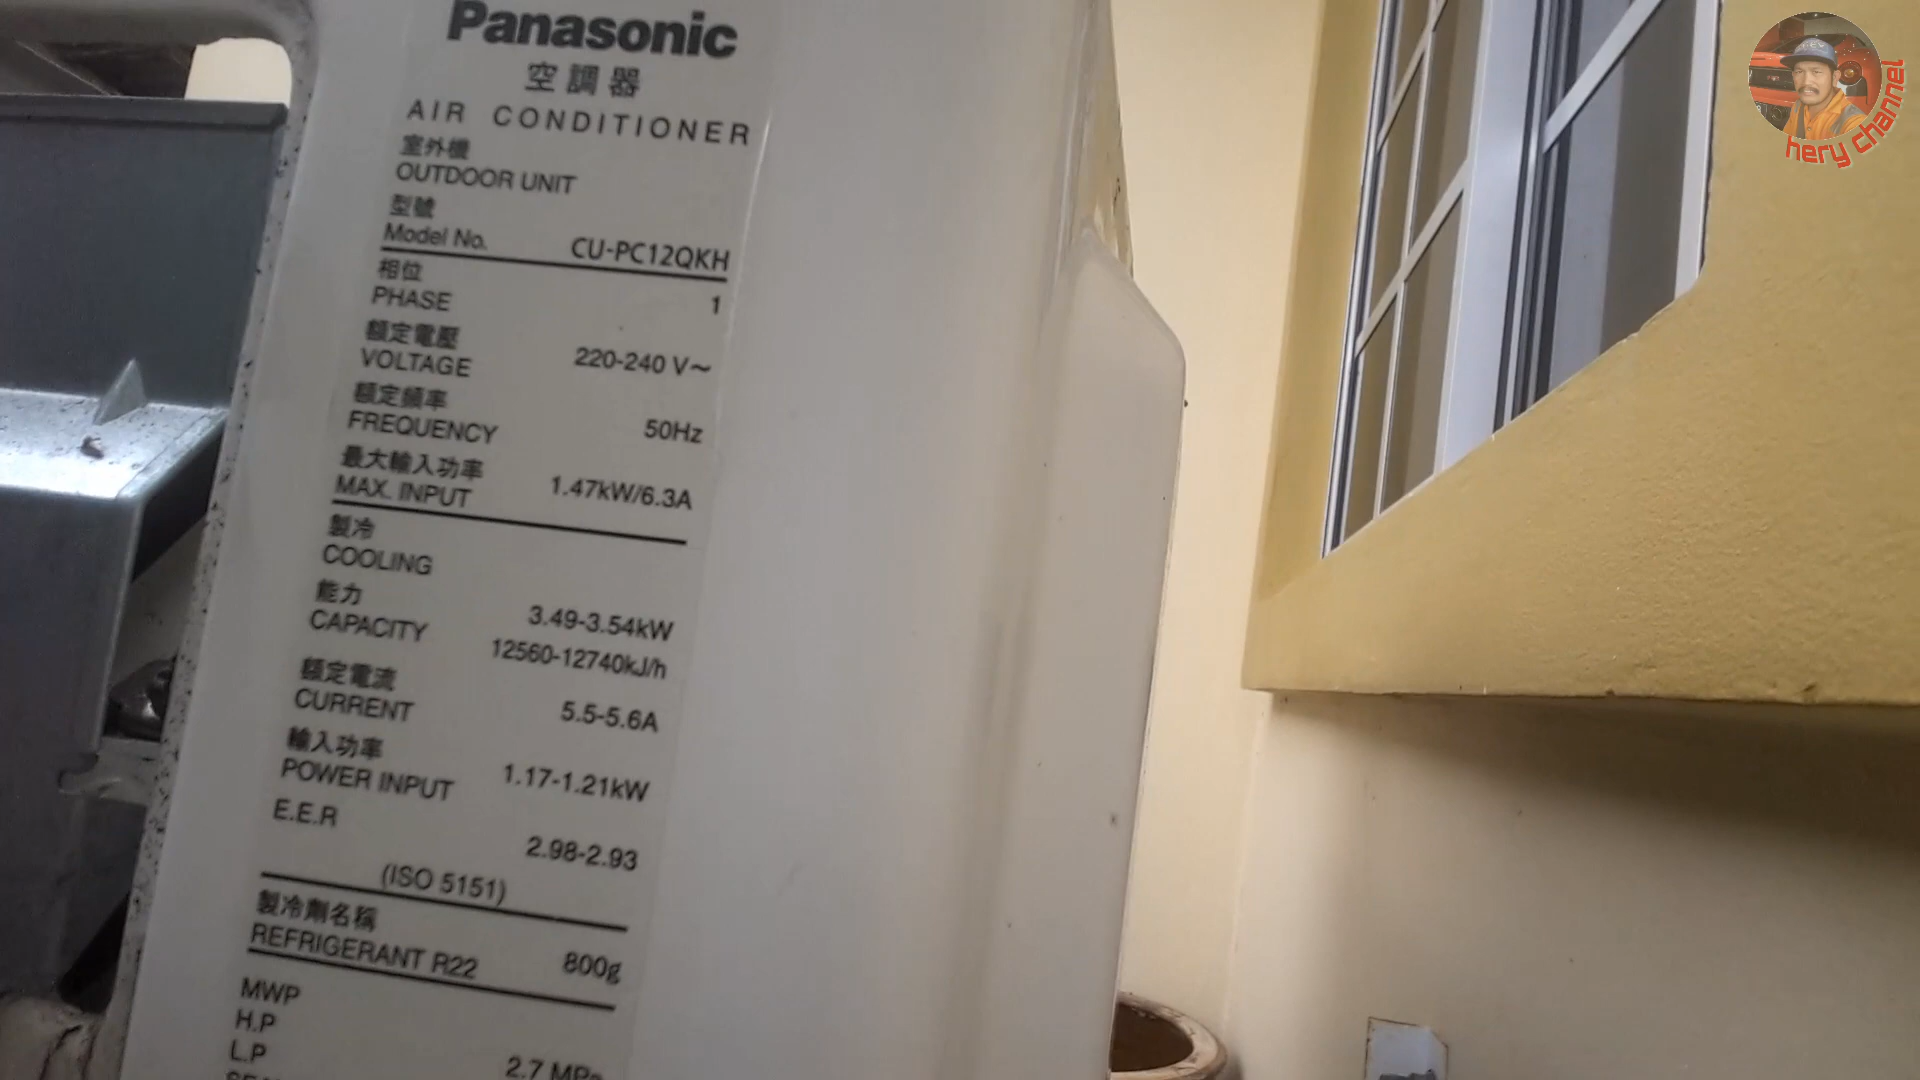 Panasonic
空調器
AIR CONDITIONER
室外機
OUTDOOR UNIT
型號
Model No. CU-PC12QKH
相位
PHASE 1
額定電壓
VOLTAGE 220-240 V~
額定頻率
FREQUENCY 50Hz
最大輸入功率
MAX. INPUT 1.47kW/6.3A
製冷
COOLING
能力
CAPACITY 3.49-3.54kW
12560-12740kJ/h
額定電流
CURRENT 5.5-5.6A
輸入功率
POWER INPUT 1.17-1.21kW
E.E.R 2.98-2.93
(ISO 5151)
製冷劑名稱
REFRIGERANT R22 800g
MWP
H.P
L.P 2.7 MPa
hery channel